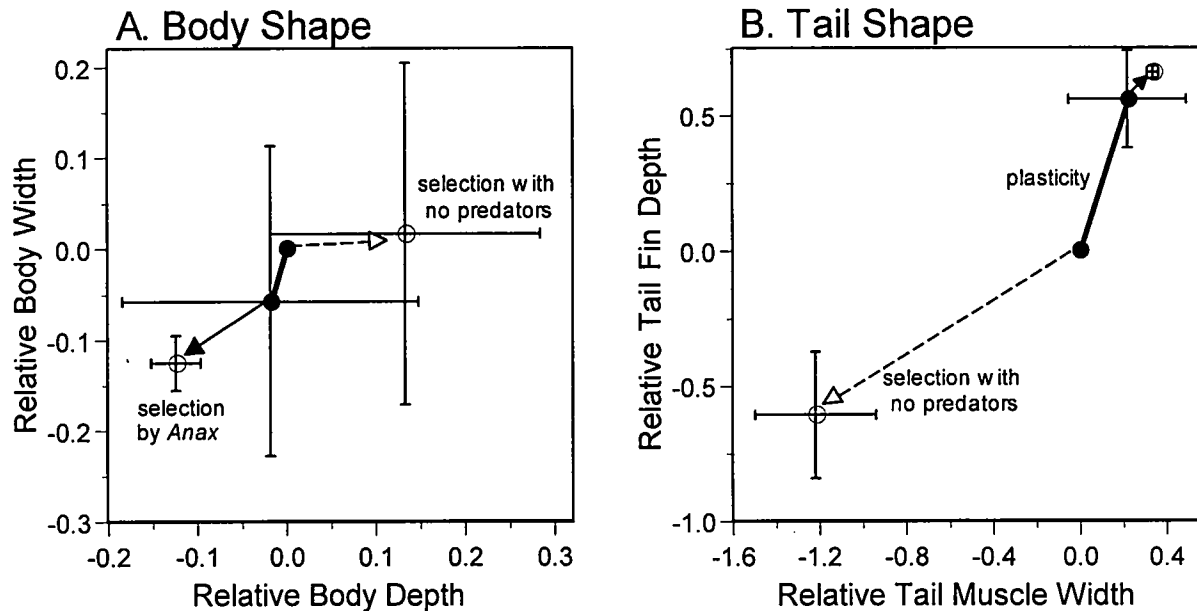 A. Body Shape
Relative Body Width
0.2
0.1
0.0
-0.1
-0.2
-0.3
selection with
no predators
selection
by Anax
-0.2
-0.1
0.0
0.1
0.2
0.3
Relative Body Depth
B. Tail Shape
Relative Tail Fin Depth
0.5
0.0
-0.5
-1.0
plasticity
selection with
no predators
-1.6
-1.2
-0.8
-0.4
0.0
0.4
Relative Tail Muscle Width